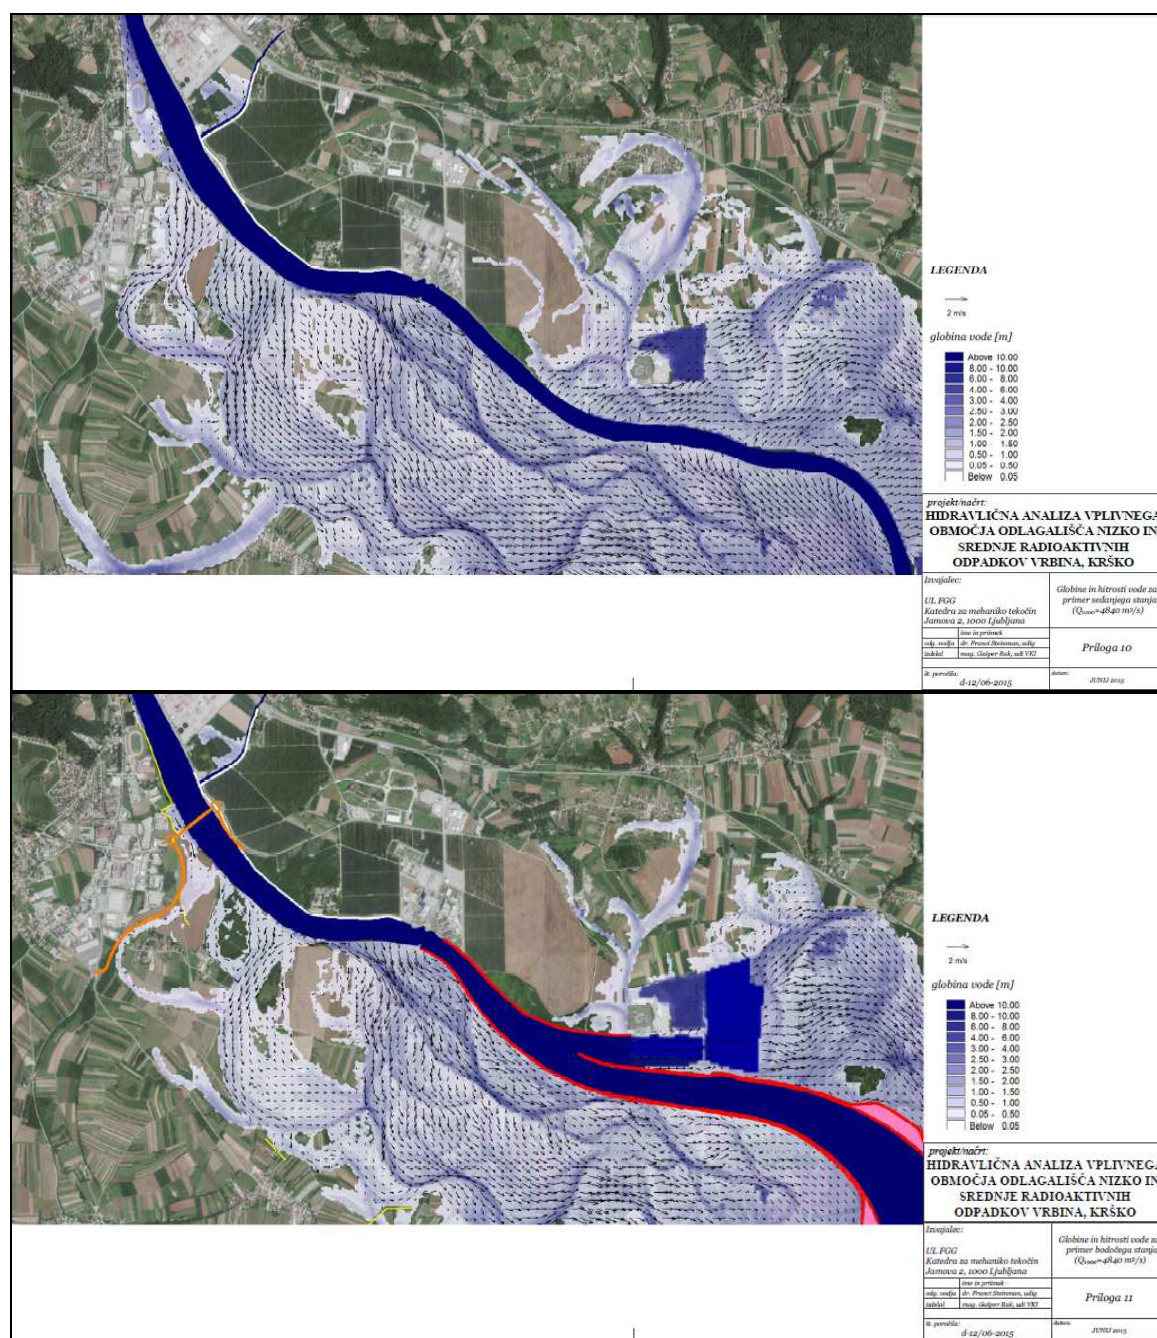 LEGENDA
2 m/s
globina vode [m]
Above 10.00
8.00 - 10.00
6.00 - 8.00
4.00 - 6.00
3.00 - 4.00
2.50 - 3.00
2.00 - 2.50
1.50 - 2.00
1.00 - 1.50
0.50 - 1.00
0.05 - 0.50
Below 0.05
projekt/načrt:
HIDRAVLIČNA ANALIZA VPLIVNEGA
OBMOČJA ODLAGALIŠČA NIZKO IN
SREDNJE RADIOAKTIVNIH
ODPADKOV VRBINA, KRŠKO
Izvajalec:
UL FGG
Katedra za mehaniko tekočin
Jamova 2, 1000 Ljubljana
Globine in hitrosti vode za
primer sedanjega stanja
(Q₁₀₀₀=4840 m³/s)
ime in priimek
odg. vodja dr. Franci Steinman, udig
izdelal mag. Gašper Rak, udi VKI
Priloga 10
št. poročila:
d-12/06-2015
datum:
JUNIJ 2015
LEGENDA
2 m/s
globina vode [m]
Above 10.00
8.00 - 10.00
6.00 - 8.00
4.00 - 6.00
3.00 - 4.00
2.50 - 3.00
2.00 - 2.50
1.50 - 2.00
1.00 - 1.50
0.50 - 1.00
0.05 - 0.50
Below 0.05
projekt/načrt:
HIDRAVLIČNA ANALIZA VPLIVNEGA
OBMOČJA ODLAGALIŠČA NIZKO IN
SREDNJE RADIOAKTIVNIH
ODPADKOV VRBINA, KRŠKO
Izvajalec:
UL FGG
Katedra za mehaniko tekočin
Jamova 2, 1000 Ljubljana
Globine in hitrosti vode za
primer bodočega stanja
(Q₁₀₀₀=4840 m³/s)
ime in priimek
odg. vodja dr. Franci Steinman, udig
izdelal mag. Gašper Rak, udi VKI
Priloga 11
št. poročila:
d-12/06-2015
datum:
JUNIJ 2015